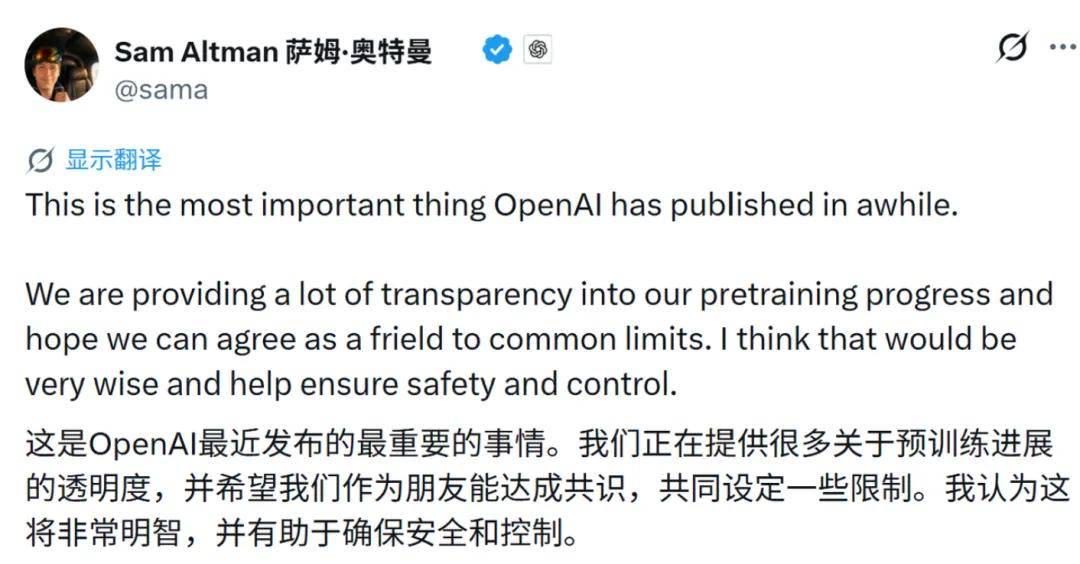 Sam Altman 萨姆·奥特曼
@sama
显示翻译
This is the most important thing OpenAI has published in awhile.
We are providing a lot of transparency into our pretraining progress and
hope we can agree as a frield to common limits. I think that would be
very wise and help ensure safety and control.
这是OpenAI最近发布的最重要的事情。我们正在提供很多关于预训练进展
的透明度，并希望我们作为朋友能达成共识，共同设定一些限制。我认为这
将非常明智，并有助于确保安全和控制。